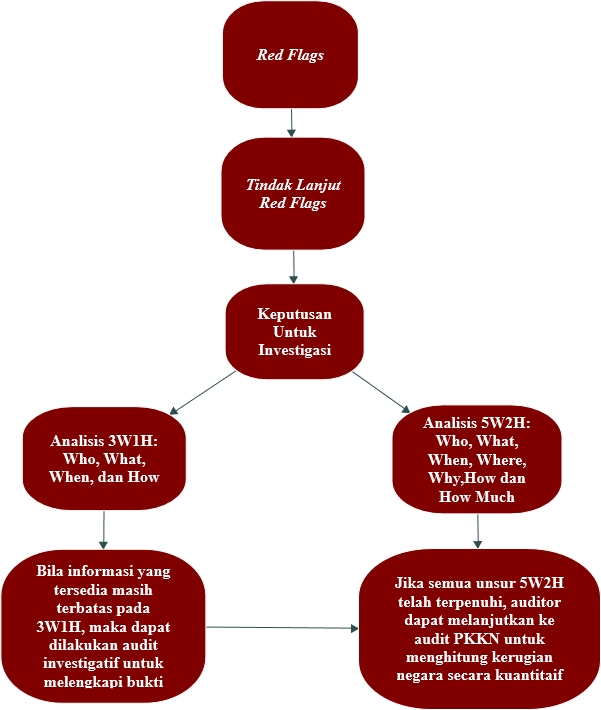 Red Flags
Tindak Lanjut
Red Flags
Keputusan
Untuk
Investigasi
Analisis 3W1H:
Who, What,
When, dan How
Analisis 5W2H:
Who, What,
When, Where,
Why,How dan
How Much
Bila informasi yang
tersedia masih
terbatas pada
3W1H, maka dapat
dilakukan audit
investigatif untuk
melengkapi bukti
Jika semua unsur 5W2H
telah terpenuhi, auditor
dapat melanjutkan ke
audit PKKN untuk
menghitung kerugian
negara secara kuantitaif